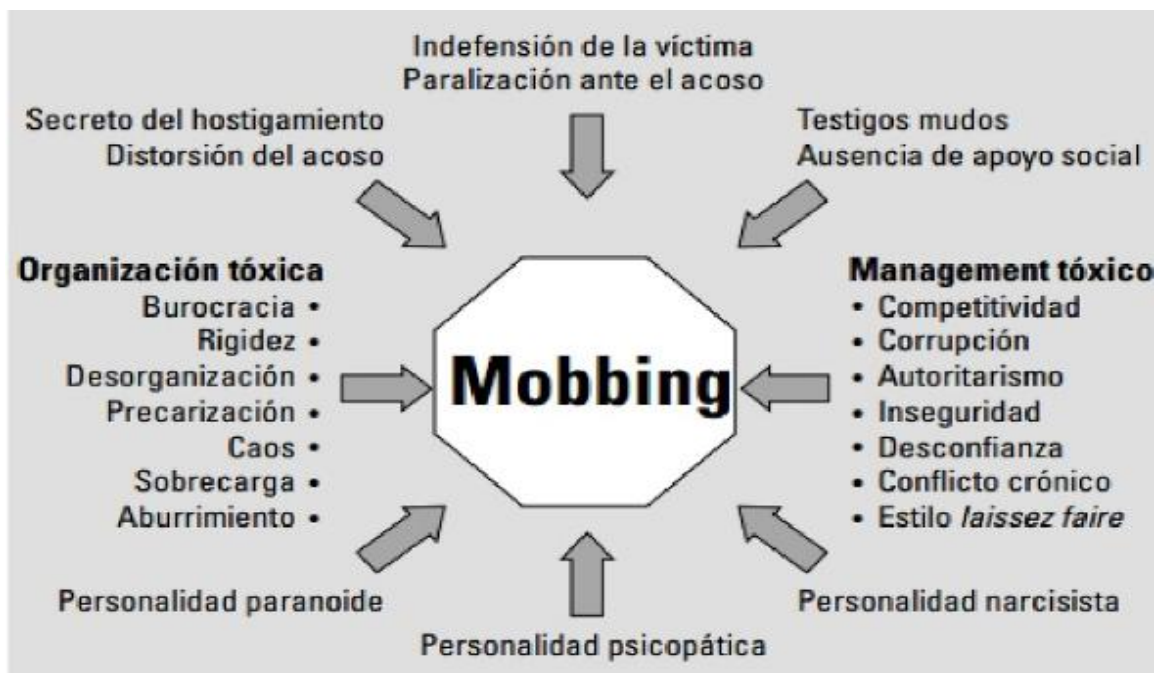 Indefensión de la víctima
Paralización ante el acoso
Secreto del hostigamiento
Distorsión del acoso
Testigos mudos
Ausencia de apoyo social
Organización tóxica
Burocracia •
Rigidez •
Desorganización •
Precarización •
Caos •
Sobrecarga •
Aburrimiento •
Mobbing
Management tóxico
• Competitividad
• Corrupción
• Autoritarismo
• Inseguridad
• Desconfianza
• Conflicto crónico
• Estilo laissez faire
Personalidad paranoide
Personalidad psicopática
Personalidad narcisista